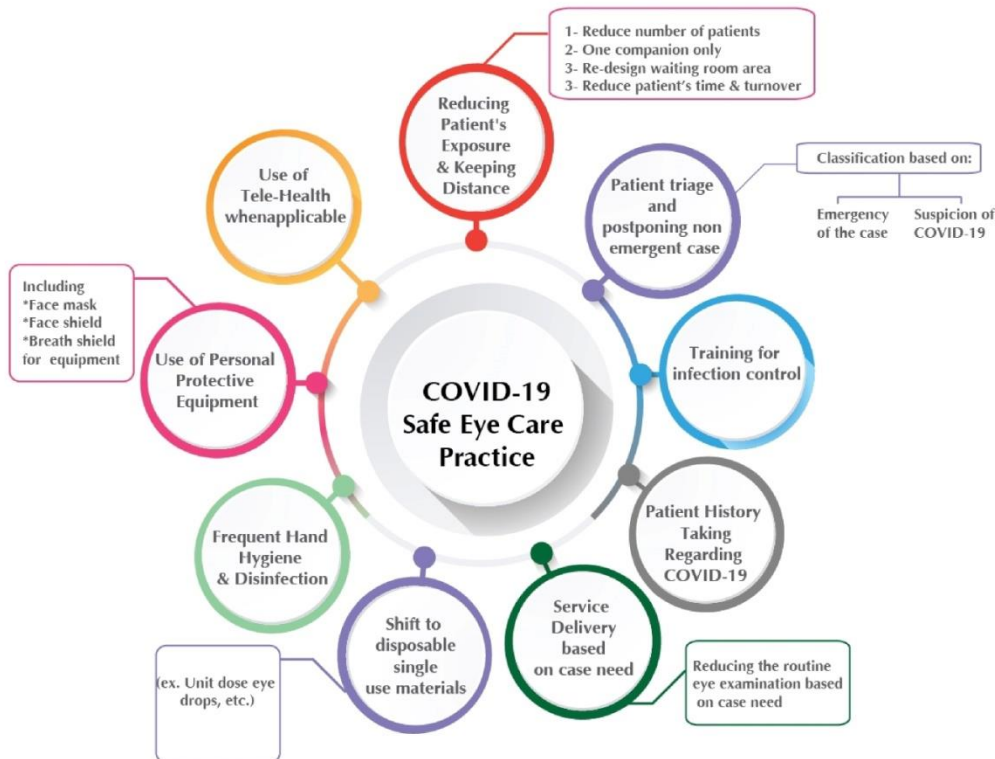 1- Reduce number of patients
2- One companion only
3- Re-design waiting room area
3- Reduce patient's time & turnover
Reducing
Patient's
Exposure
& Keeping
Distance
Classification based on:
Emergency
of the case
Suspicion of
COVID-19
Patient triage
and
postponing non
emergent case
Training for
infection control
Patient History
Taking
Regarding
COVID-19
Service
Delivery
based
on case need
Reducing the routine
eye examination based
on case need
Shift to
disposable
single
use materials
(ex. Unit dose eye
drops, etc.)
Frequent Hand
Hygiene
& Disinfection
Use of Personal
Protective
Equipment
Including
*Face mask
*Face shield
*Breath shield
for equipment
Use of
Tele-Health
whenapplicable
COVID-19
Safe Eye Care
Practice